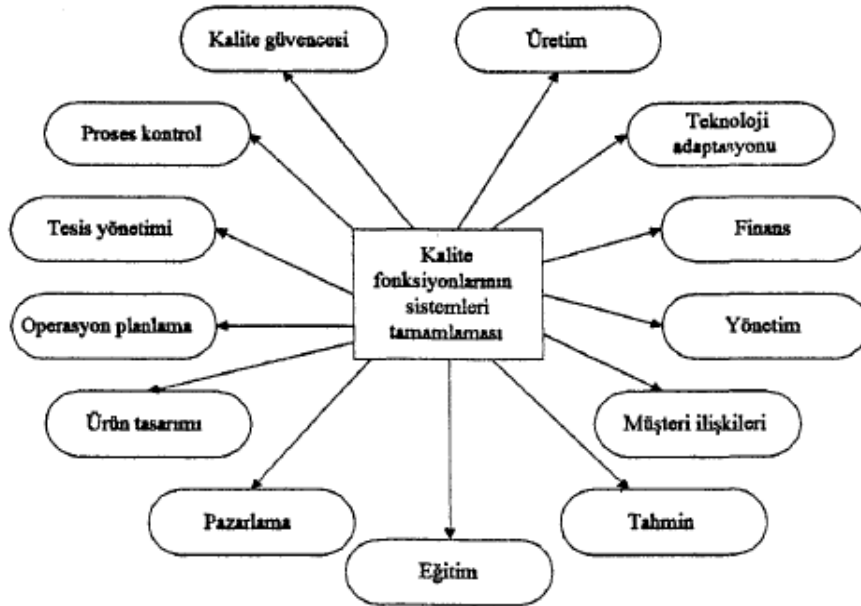 Kalite güvencesi
Üretim
Proses kontrol
Teknoloji
adaptasyonu
Tesis yönetimi
Finans
Kalite
fonksiyonlarının
sistemleri
tamamlaması
Operasyon planlama
Yönetim
Ürün tasarımı
Müşteri ilişkileri
Pazarlama
Tahmin
Eğitim